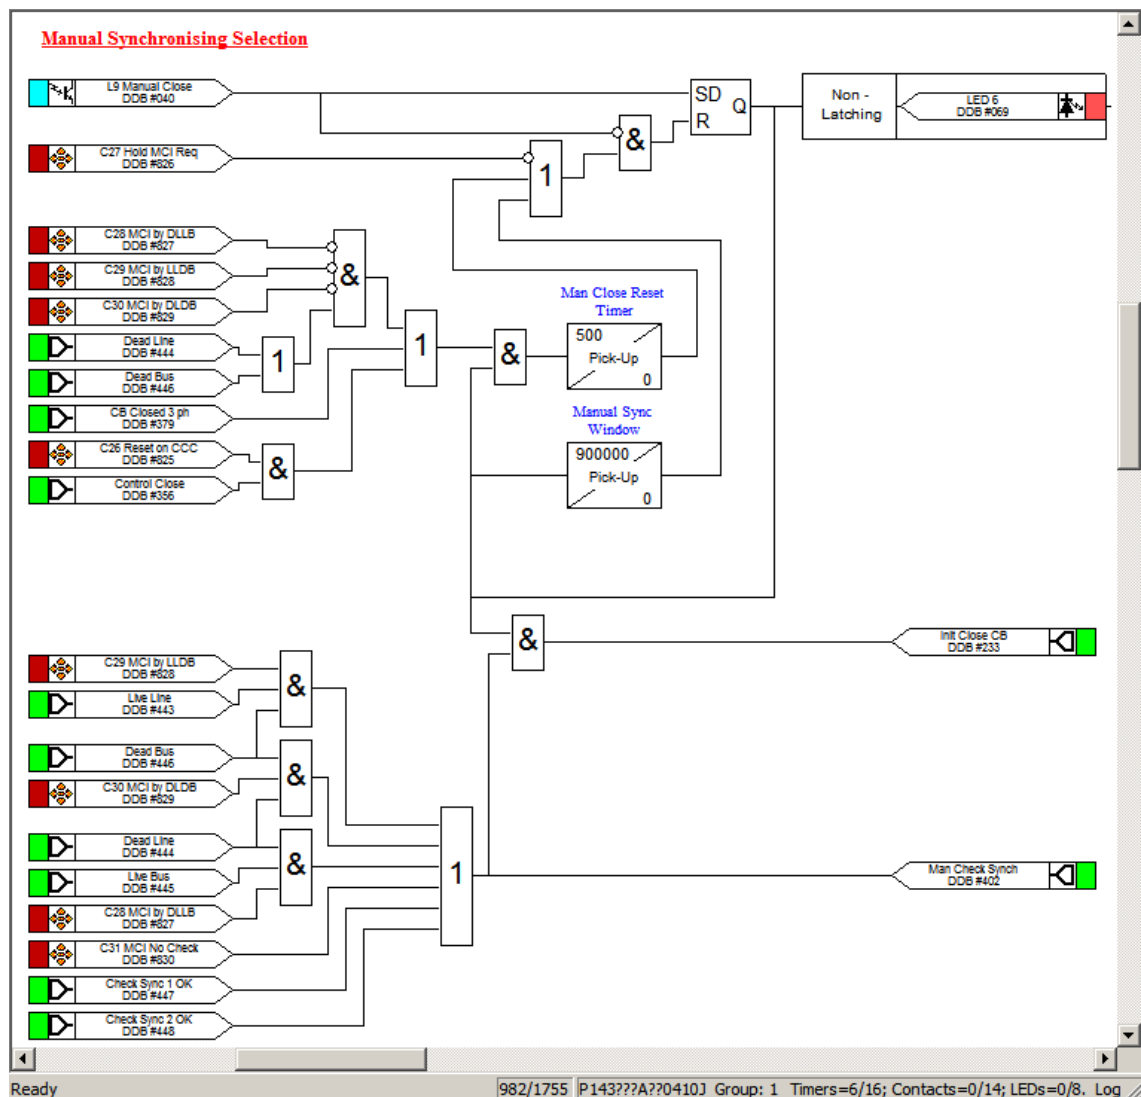 Manual Synchronising Selection
L9 Manual Close
DDB #040
SD
Q
R
Non -
Latching
LED 6
DDB #069
&
C27 Hold MCI Req
DDB #826
1
C28 MCI by DLLB
DDB #827
C29 MCI by LLDB
DDB #828
&
C30 MCI by DLDB
DDB #829
Man Close Reset
Timer
Dead Line
DDB #444
1
1
&
500
Pick-Up
0
Dead Bus
DDB #446
CB Closed 3 ph
DDB #379
Manual Sync
Window
C26 Reset on CCC
DDB #825
&
900000
Pick-Up
0
Control Close
DDB #356
&
Init Close CB
DDB #233
C29 MCI by LLDB
DDB #828
&
Live Line
DDB #443
Dead Bus
DDB #446
&
C30 MCI by DLDB
DDB #829
Dead Line
DDB #444
&
Live Bus
DDB #445
1
Man Check Synch
DDB #402
C28 MCI by DLLB
DDB #827
C31 MCI No Check
DDB #830
Check Sync 1 OK
DDB #447
Check Sync 2 OK
DDB #448
Ready
982/1755
P143???A??0410J Group: 1 Timers=6/16; Contacts=0/14; LEDs=0/8. Log